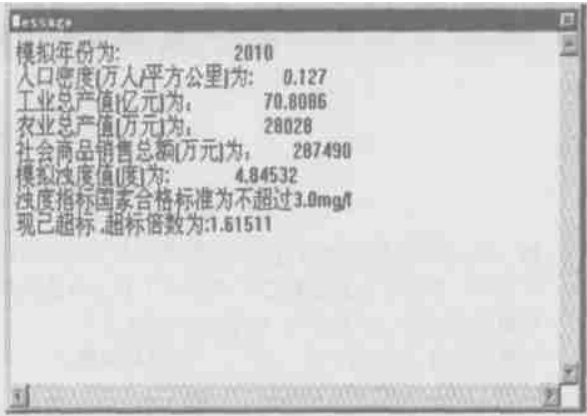 Message
模拟年份为: 2010
人口密度(万人/平方公里)为: 0.127
工业总产值(亿元)为: 70.8086
农业总产值(万元)为: 28028
社会商品销售总额(万元)为: 287490
模拟浊度值(度)为: 4.84532
浊度指标国家合格标准为不超过3.0mg/l
现已超标,超标倍数为:1.61511